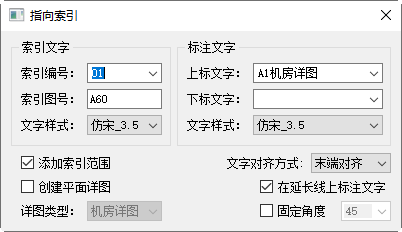 指向索引
索引文字
索引编号： 01
索引图号： A60
文字样式： 仿宋_3.5
标注文字
上标文字： A1机房详图
下标文字：
文字样式： 仿宋_3.5
添加索引范围
文字对齐方式： 末端对齐
创建平面详图
在延长线上标注文字
详图类型： 机房详图
固定角度 45